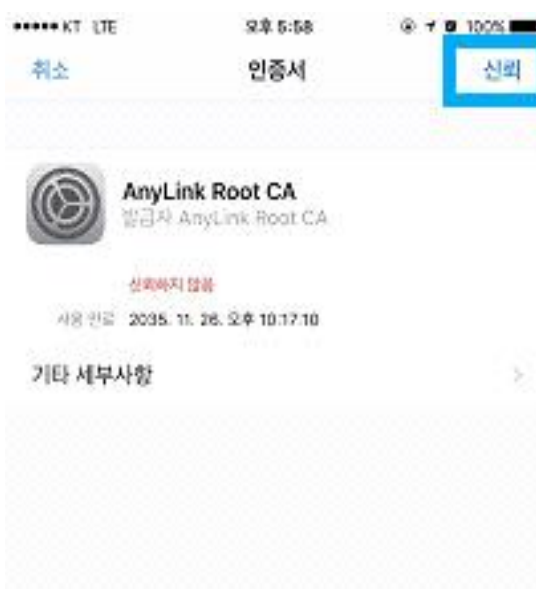 KT LTE 오후 5:58 100%
취소 인증서 신뢰
AnyLink Root CA
발급자 AnyLink Root CA
신뢰하지 않음
사용 만료 2035. 11. 26. 오후 10:17:10
기타 세부사항